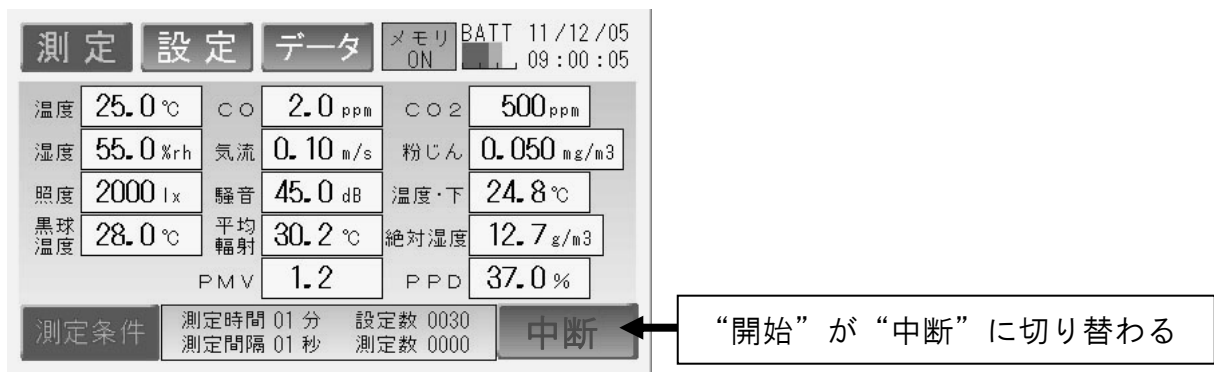 測定 設定 データ メモリ ON BATT 11/12/05
09:00:05
温度 25.0℃ CO 2.0ppm CO2 500ppm
湿度 55.0%rh 気流 0.10m/s 粉じん 0.050mg/m3
照度 2000lx 騒音 45.0dB 温度・下 24.8℃
黒球温度 28.0℃ 平均輻射 30.2℃ 絶対湿度 12.7g/m3
PMV 1.2 PPD 37.0%
測定条件 測定時間 01分 設定数 0030
測定間隔 01秒 測定数 0000
中断
“開始”が“中断”に切り替わる